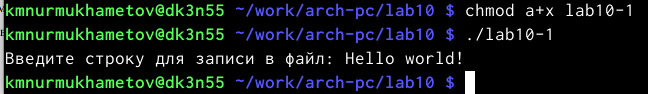 kmnurmukhametov@dk3n55 ~/work/arch-pc/lab10 $ chmod a+x lab10-1
kmnurmukhametov@dk3n55 ~/work/arch-pc/lab10 $ ./lab10-1
Введите строку для записи в файл: Hello world!
kmnurmukhametov@dk3n55 ~/work/arch-pc/lab10 $